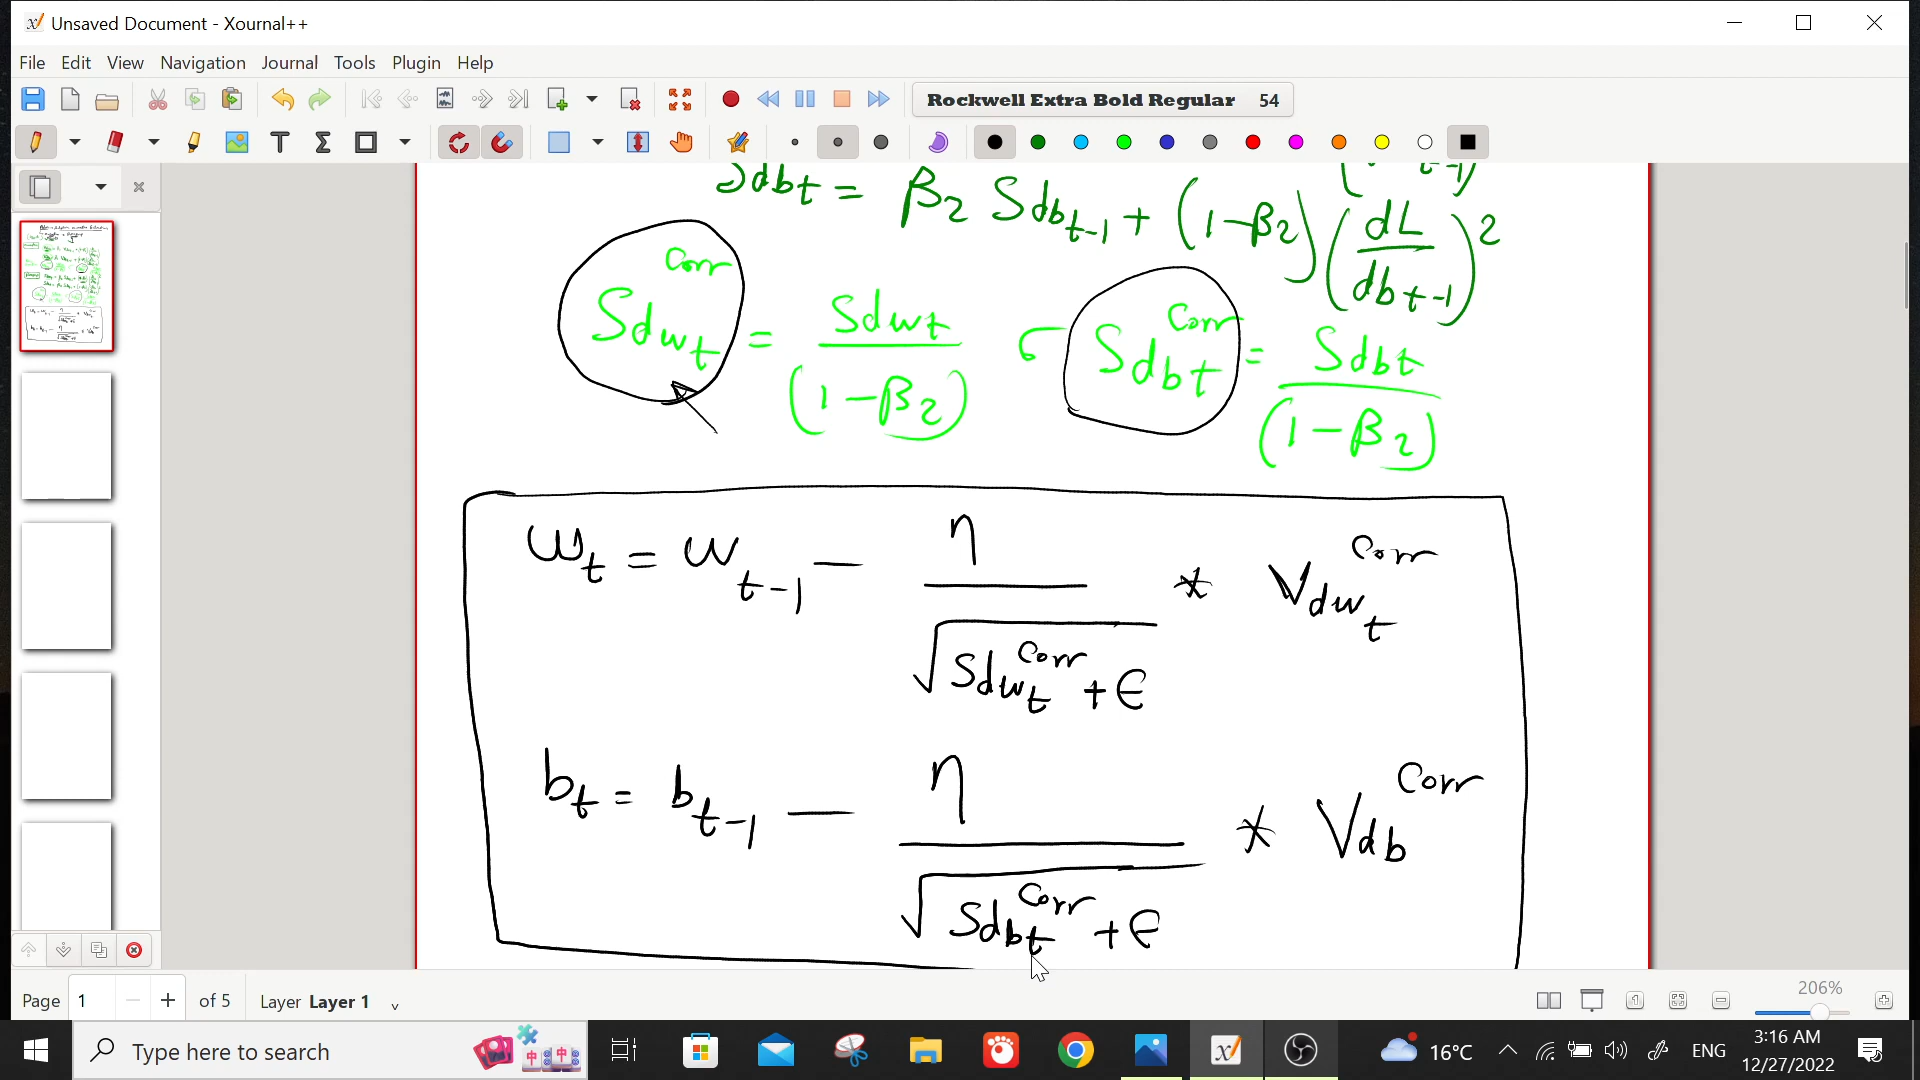 Unsaved Document - Xournal++
File Edit View Navigation Journal Tools Plugin Help
Rockwell Extra Bold Regular 54
Sdbt = β2 Sdbt-1 + (1-β2) (dL/dbt-1)2
Sdwt corr = Sdwt/(1-β2)
Sdbt corr = Sdbt/(1-β2)
wt = wt-1 - η/√Sdwt corr + ϵ * Vdwt corr
bt = bt-1 - η/√Sdbt corr + ϵ * Vdb corr
Page 1 of 5 Layer Layer 1 206%
Type here to search 16°C ENG 3:16 AM
12/27/2022